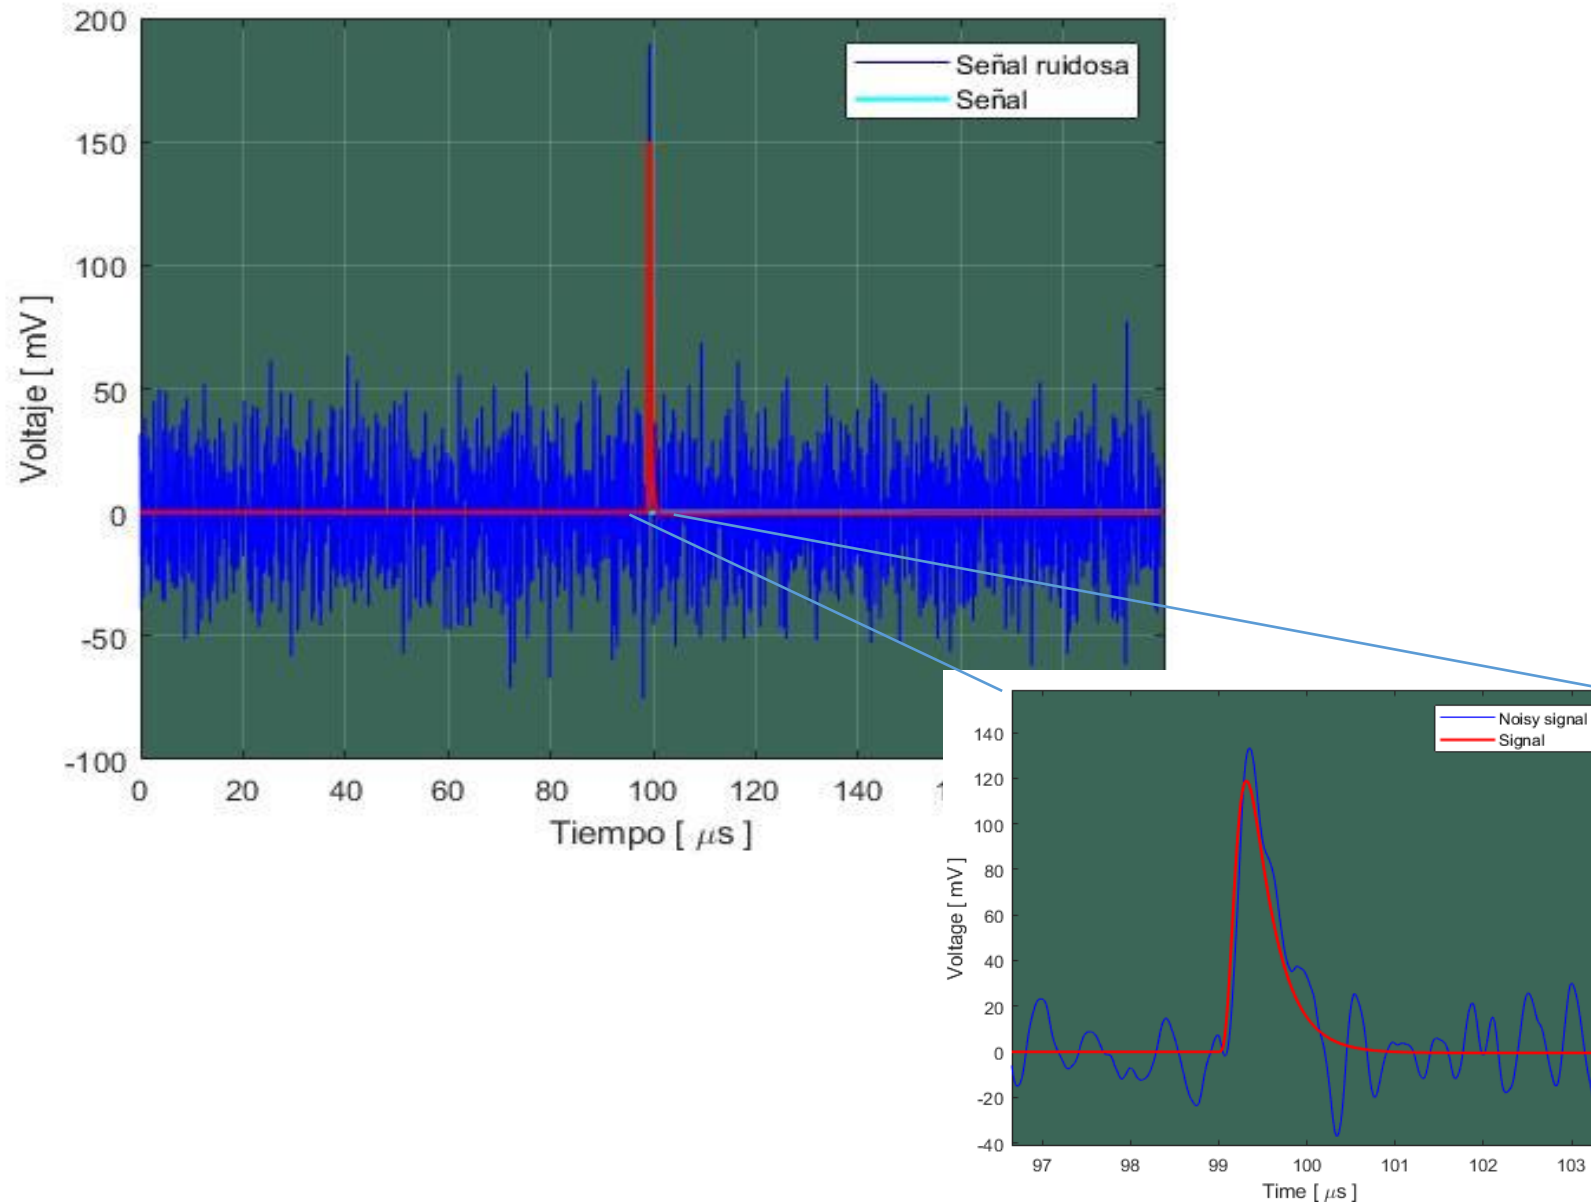 200
150
100
50
0
-50
-100
Voltaje [ mV ]
Señal ruidosa
Señal
0 20 40 60 80 100 120 140 1
Tiempo [ μs ]
140
120
100
80
60
40
20
0
-20
-40
Voltage [ mV ]
Noisy signal
Signal
97 98 99 100 101 102 103
Time [ μs ]